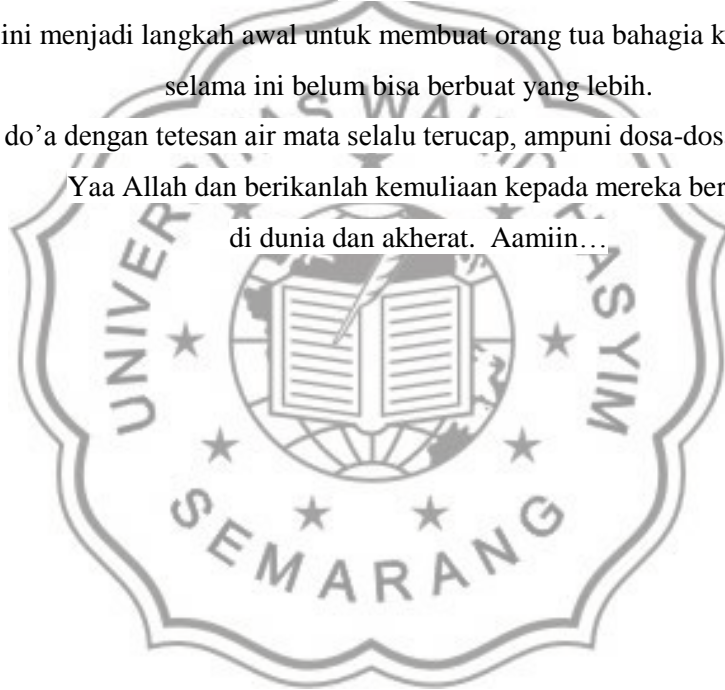 ini menjadi langkah awal untuk membuat orang tua bahagia k
selama ini belum bisa berbuat yang lebih.
do’a dengan tetesan air mata selalu terucap, ampuni dosa-dos
Yaa Allah dan berikanlah kemuliaan kepada mereka ber
di dunia dan akherat.  Aamiin…
UNIVERSITAS WAHID HASYIM
SEMARANG